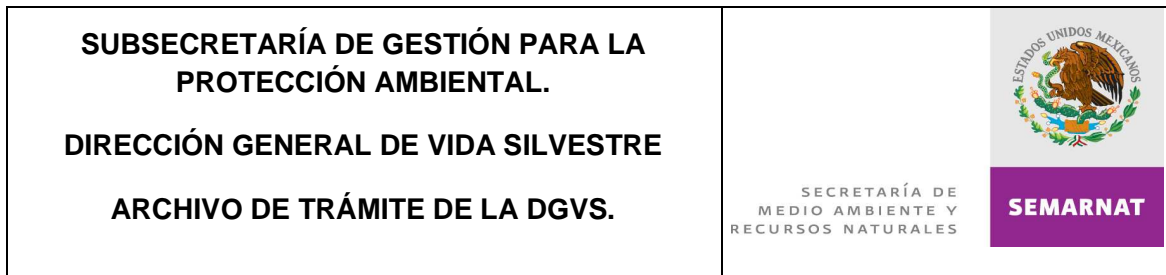 SUBSECRETARÍA DE GESTIÓN PARA LA
PROTECCIÓN AMBIENTAL.
DIRECCIÓN GENERAL DE VIDA SILVESTRE
ARCHIVO DE TRÁMITE DE LA DGVS.
ESTADOS UNIDOS MEXICANOS
SECRETARÍA DE
MEDIO AMBIENTE Y
RECURSOS NATURALES
SEMARNAT